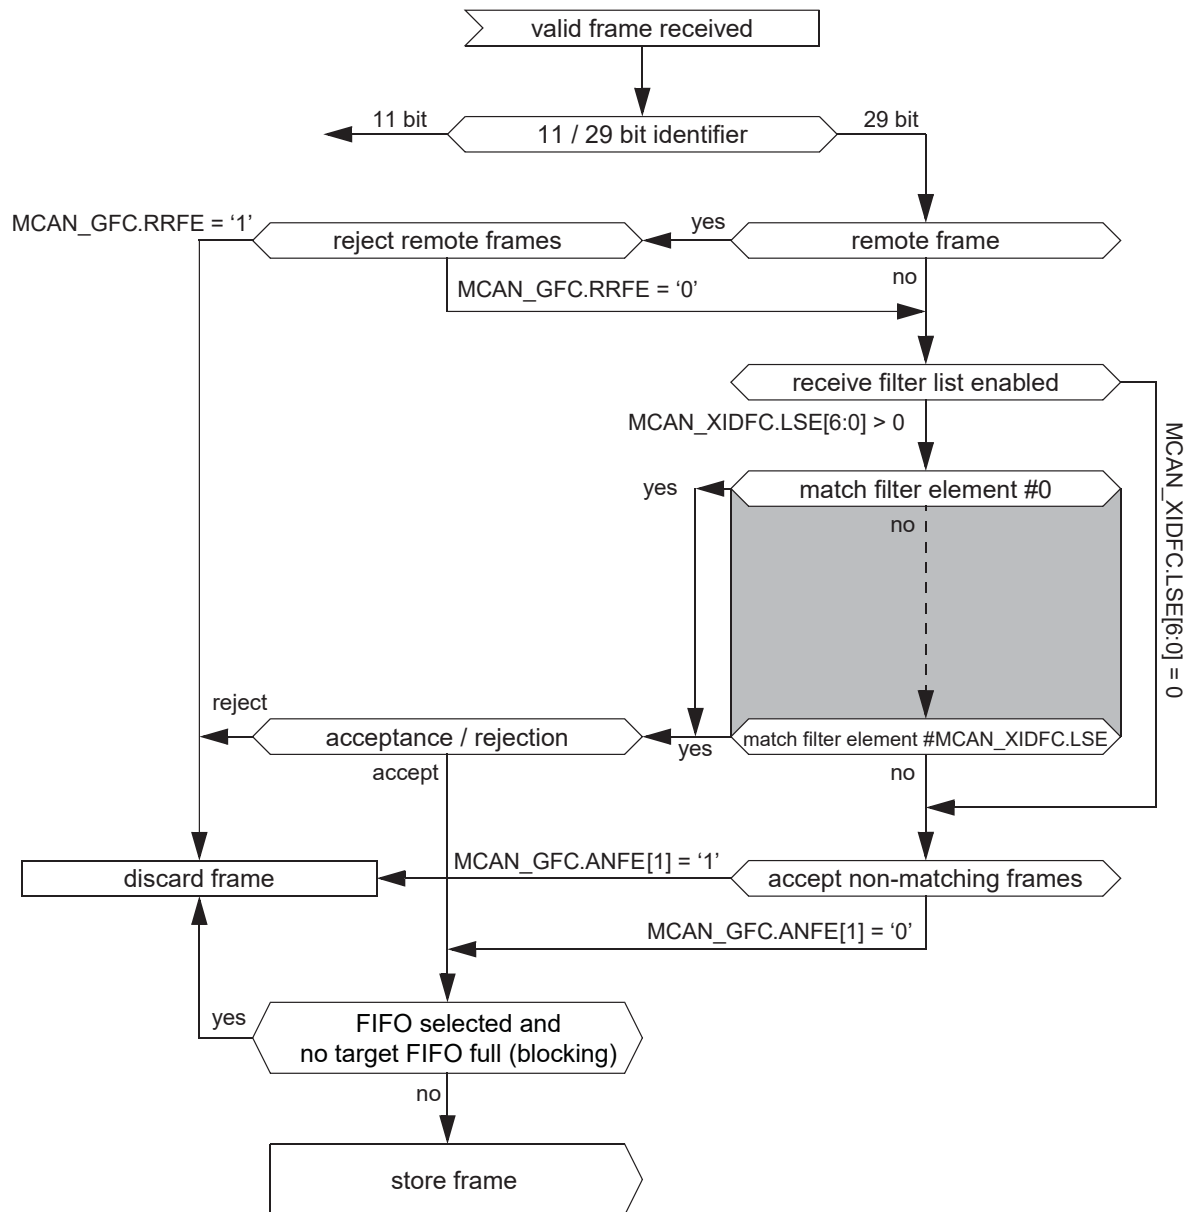 valid frame received
11 bit
11 / 29 bit identifier
29 bit
MCAN_GFC.RRFE = ‘1’
reject remote frames
yes
remote frame
no
MCAN_GFC.RRFE = ‘0’
receive filter list enabled
MCAN_XIDFC.LSE[6:0] > 0
MCAN_XIDFC.LSE[6:0] = 0
yes
match filter element #0
no
reject
acceptance / rejection
yes
match filter element #MCAN_XIDFC.LSE
accept
no
discard frame
MCAN_GFC.ANFE[1] = ‘1’
accept non-matching frames
MCAN_GFC.ANFE[1] = ‘0’
yes
FIFO selected and
no target FIFO full (blocking)
no
store frame